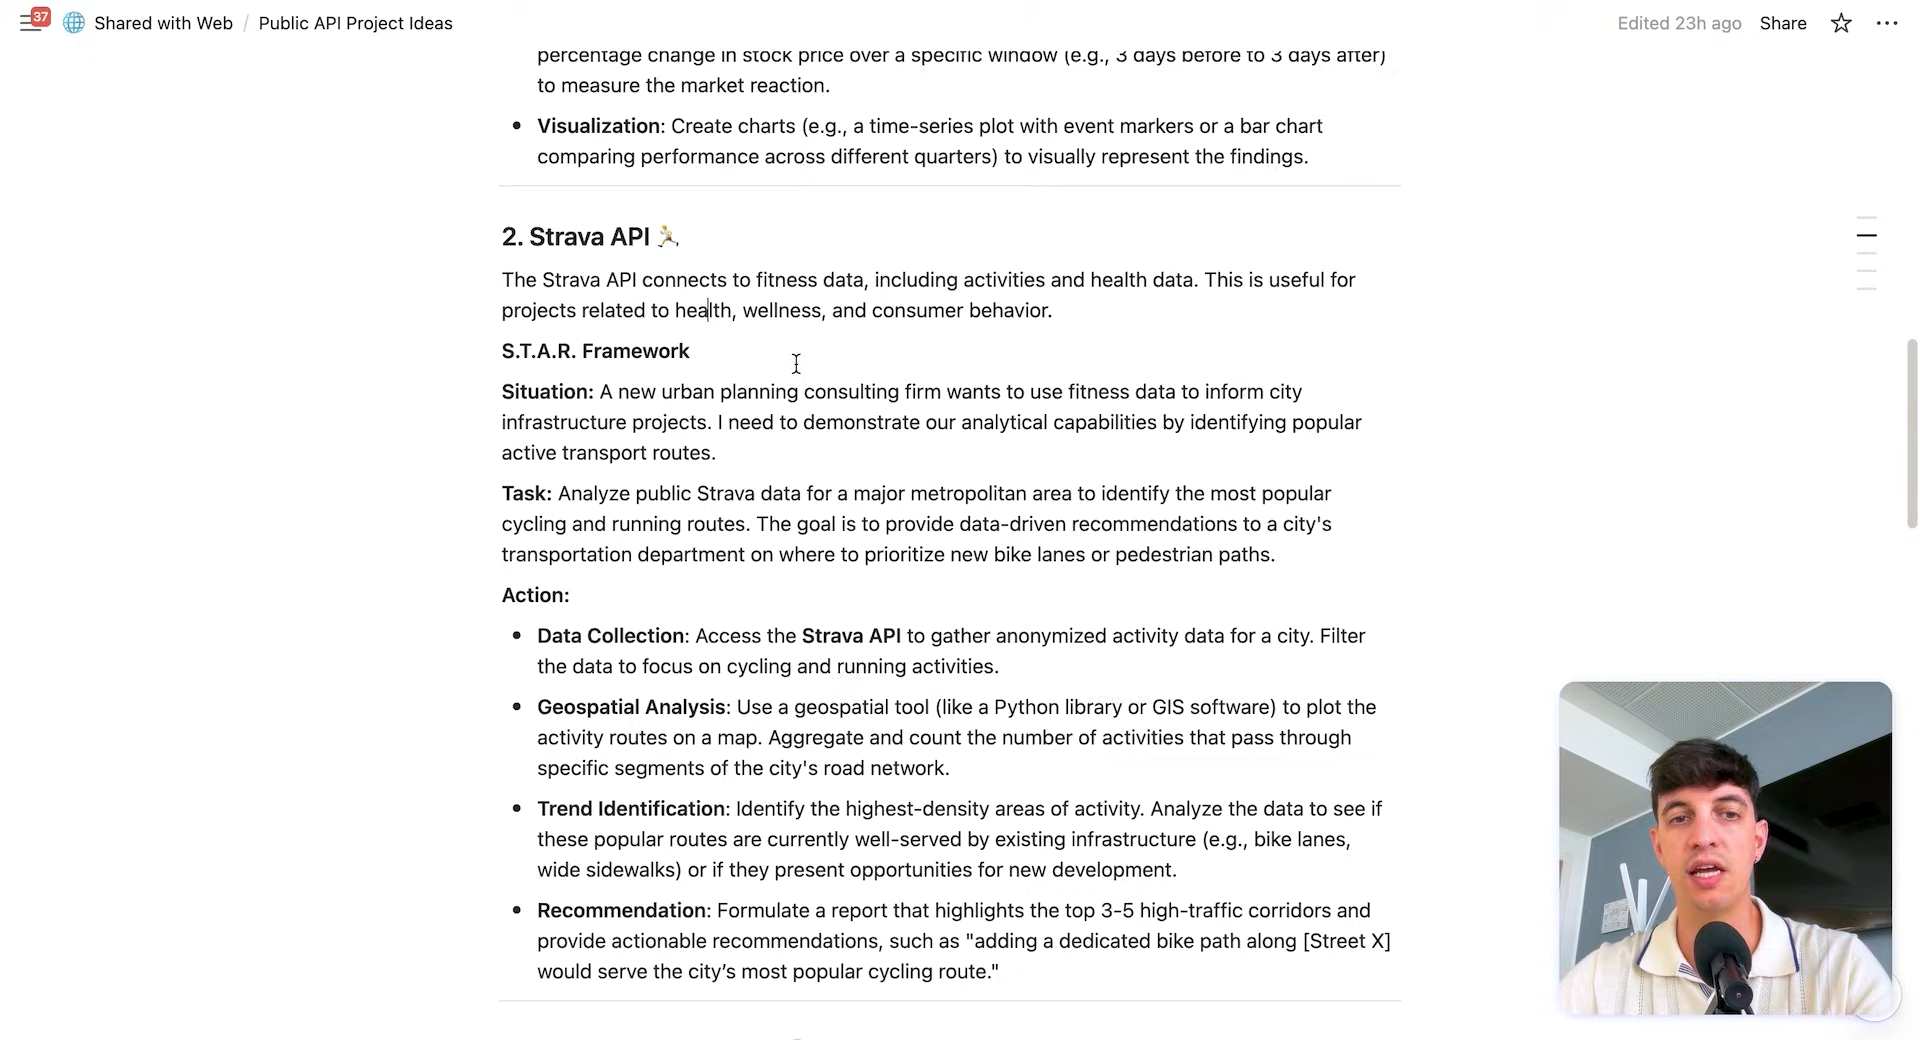 37
Shared with Web / Public API Project Ideas
Edited 23h ago Share
percentage change in stock price over a specific window (e.g., 3 days before to 3 days after)
to measure the market reaction.
• Visualization: Create charts (e.g., a time-series plot with event markers or a bar chart
comparing performance across different quarters) to visually represent the findings.
2. Strava API
The Strava API connects to fitness data, including activities and health data. This is useful for
projects related to health, wellness, and consumer behavior.
S.T.A.R. Framework
Situation: A new urban planning consulting firm wants to use fitness data to inform city
infrastructure projects. I need to demonstrate our analytical capabilities by identifying popular
active transport routes.
Task: Analyze public Strava data for a major metropolitan area to identify the most popular
cycling and running routes. The goal is to provide data-driven recommendations to a city's
transportation department on where to prioritize new bike lanes or pedestrian paths.
Action:
• Data Collection: Access the Strava API to gather anonymized activity data for a city. Filter
the data to focus on cycling and running activities.
• Geospatial Analysis: Use a geospatial tool (like a Python library or GIS software) to plot the
activity routes on a map. Aggregate and count the number of activities that pass through
specific segments of the city's road network.
• Trend Identification: Identify the highest-density areas of activity. Analyze the data to see if
these popular routes are currently well-served by existing infrastructure (e.g., bike lanes,
wide sidewalks) or if they present opportunities for new development.
• Recommendation: Formulate a report that highlights the top 3-5 high-traffic corridors and
provide actionable recommendations, such as "adding a dedicated bike path along [Street X]
would serve the city’s most popular cycling route."